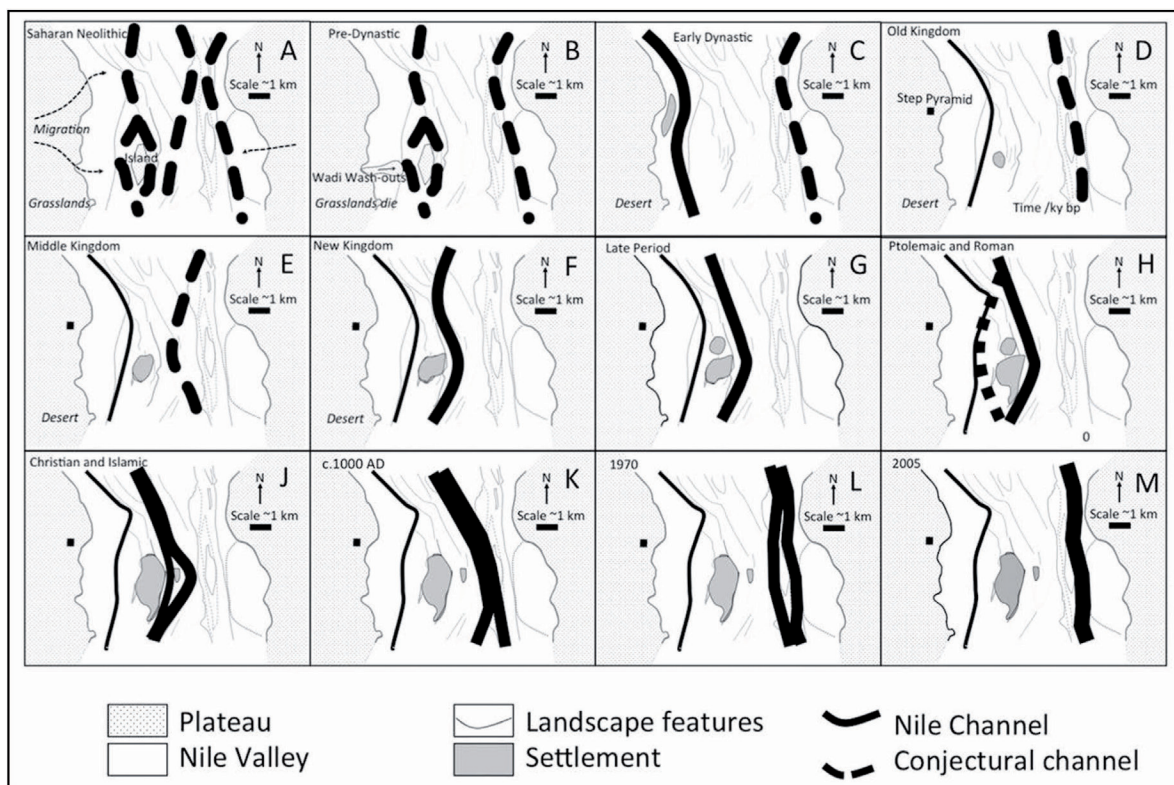 Saharan Neolithic
A
N
Scale ~1 km
Migration
Island
Grasslands
Pre-Dynastic
B
N
Scale ~1 km
Wadi Wash-outs
Grasslands die
Early Dynastic
C
N
Scale ~1 km
Desert
Old Kingdom
D
N
Scale ~1 km
Step Pyramid
Desert
Time /ky bp
Middle Kingdom
E
N
Scale ~1 km
Desert
New Kingdom
F
N
Scale ~1 km
Desert
Late Period
G
N
Scale ~1 km
Ptolemaic and Roman
H
N
Scale ~1 km
0
Christian and Islamic
J
N
Scale ~1 km
c.1000 AD
K
N
Scale ~1 km
1970
L
N
Scale ~1 km
2005
M
N
Scale ~1 km
Plateau
Landscape features
Nile Channel
Nile Valley
Settlement
Conjectural channel